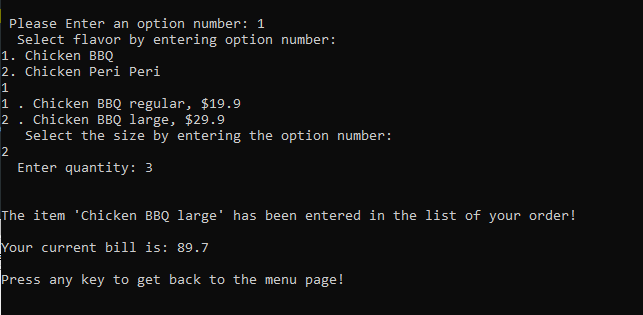 Please Enter an option number: 1
Select flavor by entering option number:
1. Chicken BBQ
2. Chicken Peri Peri
1
1 . Chicken BBQ regular, $19.9
2 . Chicken BBQ large, $29.9
Select the size by entering the option number:
2
Enter quantity: 3
The item 'Chicken BBQ large' has been entered in the list of your order!
Your current bill is: 89.7
Press any key to get back to the menu page!